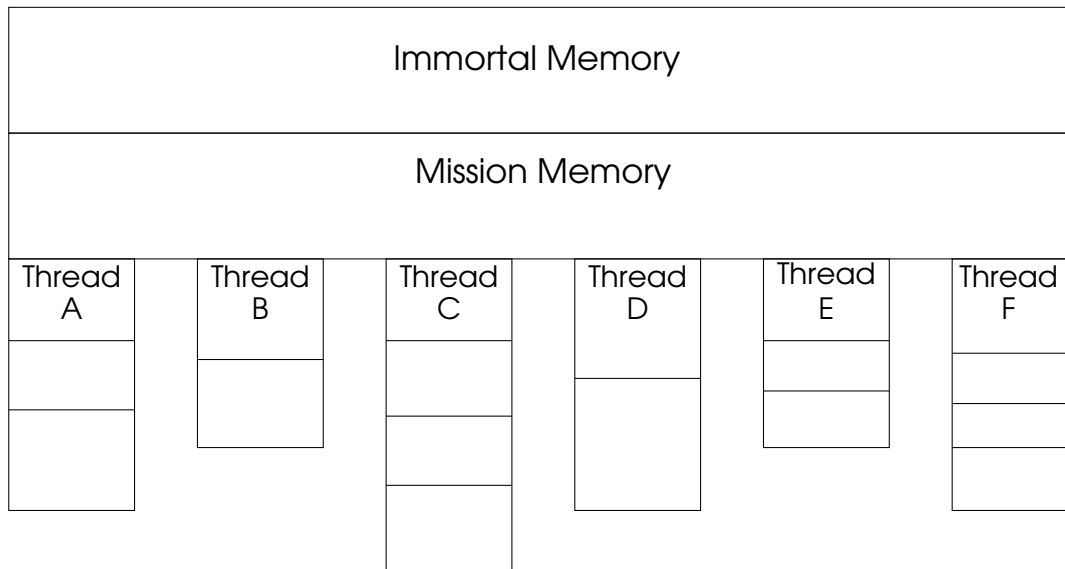 Immortal Memory
Mission Memory
Thread
A
Thread
B
Thread
C
Thread
D
Thread
E
Thread
F